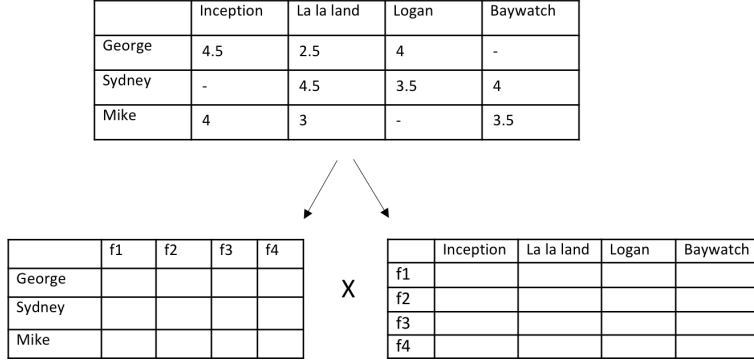 Inception La la land Logan Baywatch
George 4.5 2.5 4 -
Sydney - 4.5 3.5 4
Mike 4 3 - 3.5
f1 f2 f3 f4
George
Sydney
Mike
X
Inception La la land Logan Baywatch
f1
f2
f3
f4